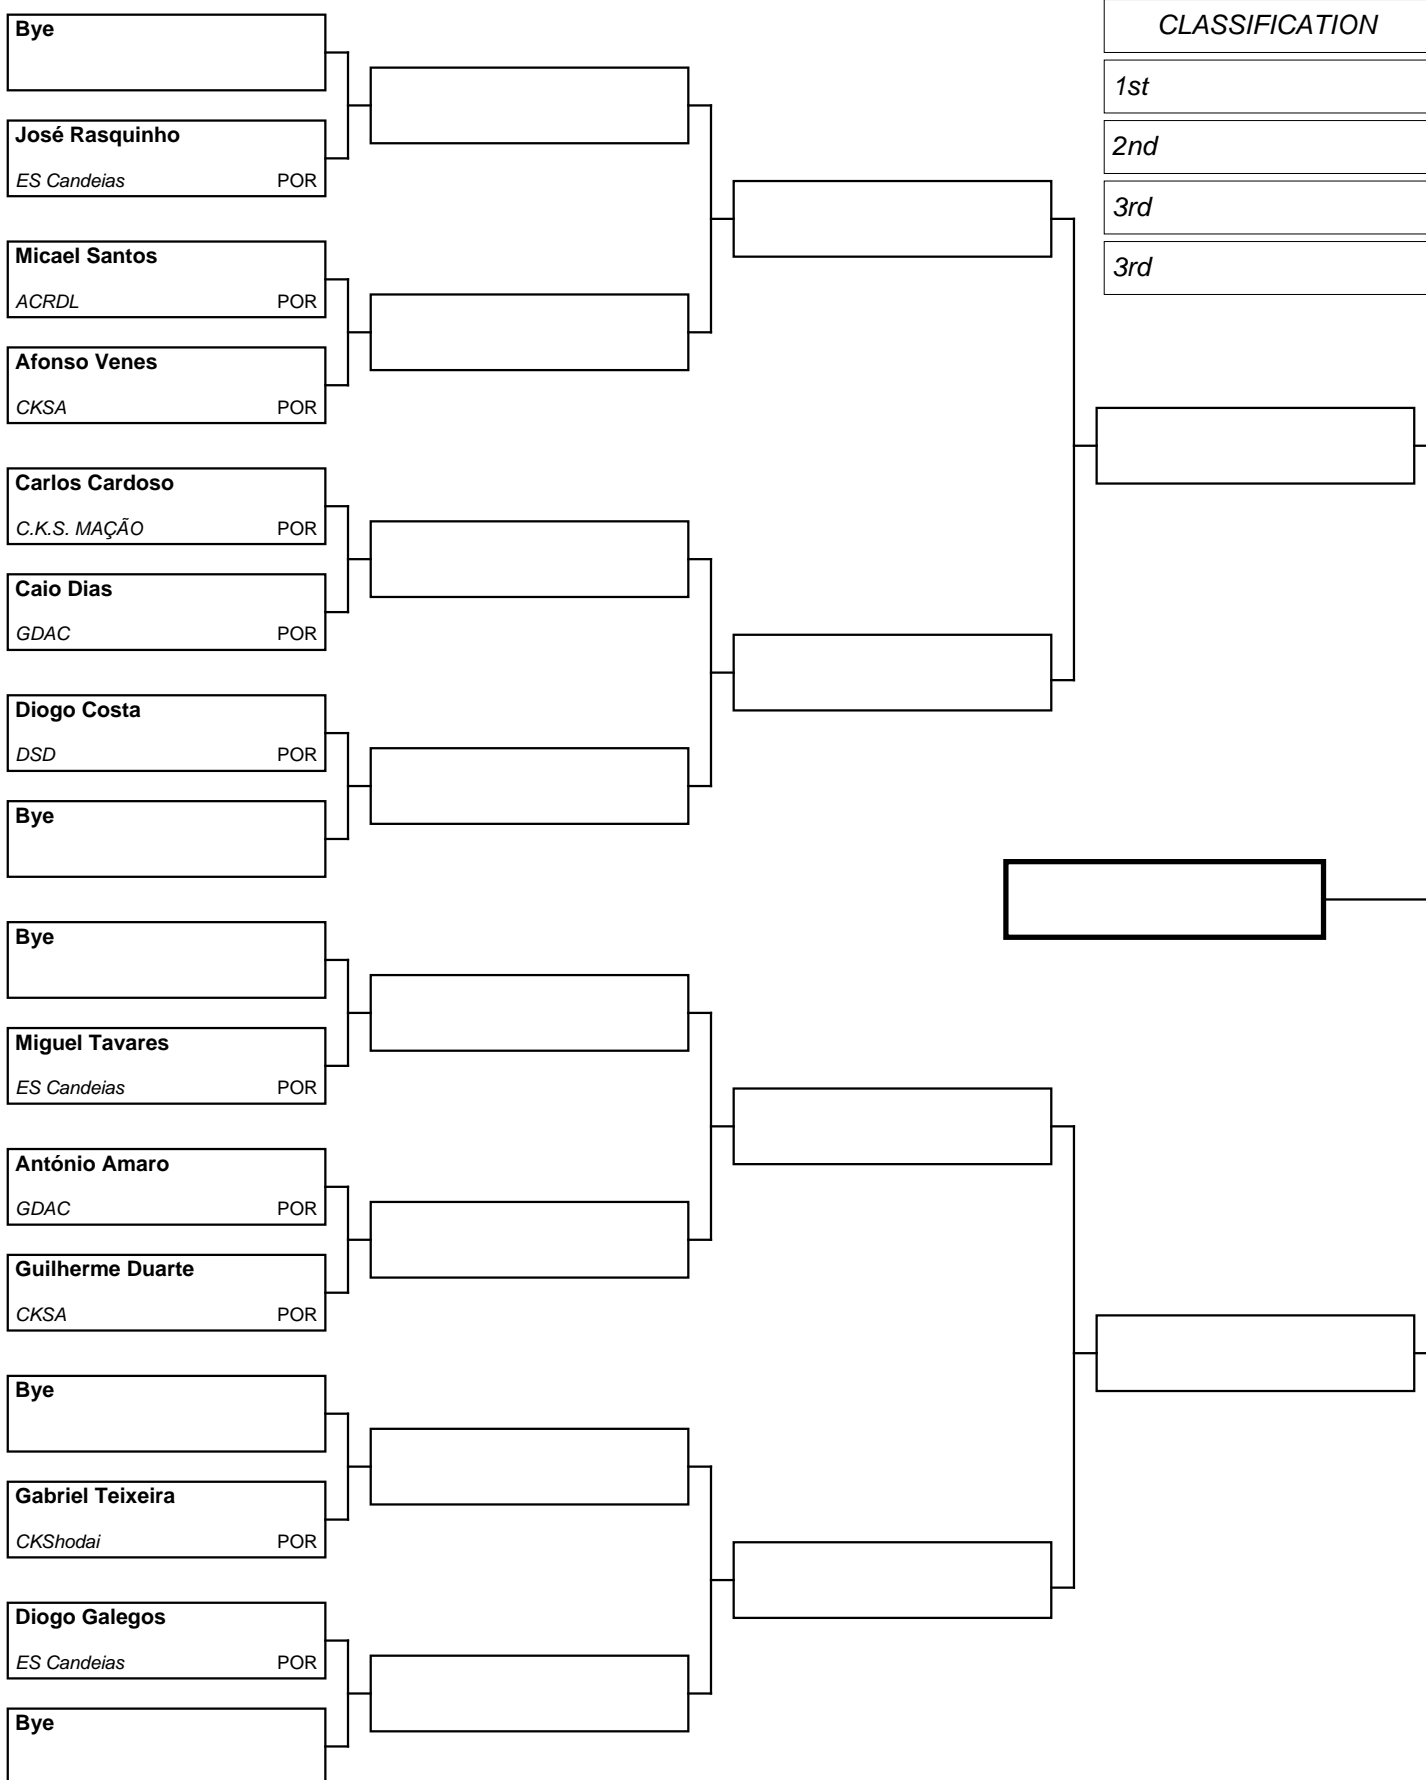 Bye
José Rasquinho
ES Candeias POR
Micael Santos
ACRDL POR
Afonso Venes
CKSA POR
Carlos Cardoso
C.K.S. MAÇÃO POR
Caio Dias
GDAC POR
Diogo Costa
DSD POR
Bye
Bye
Miguel Tavares
ES Candeias POR
António Amaro
GDAC POR
Guilherme Duarte
CKSA POR
Bye
Gabriel Teixeira
CKShodai POR
Diogo Galegos
ES Candeias POR
Bye
CLASSIFICATION
1st
2nd
3rd
3rd